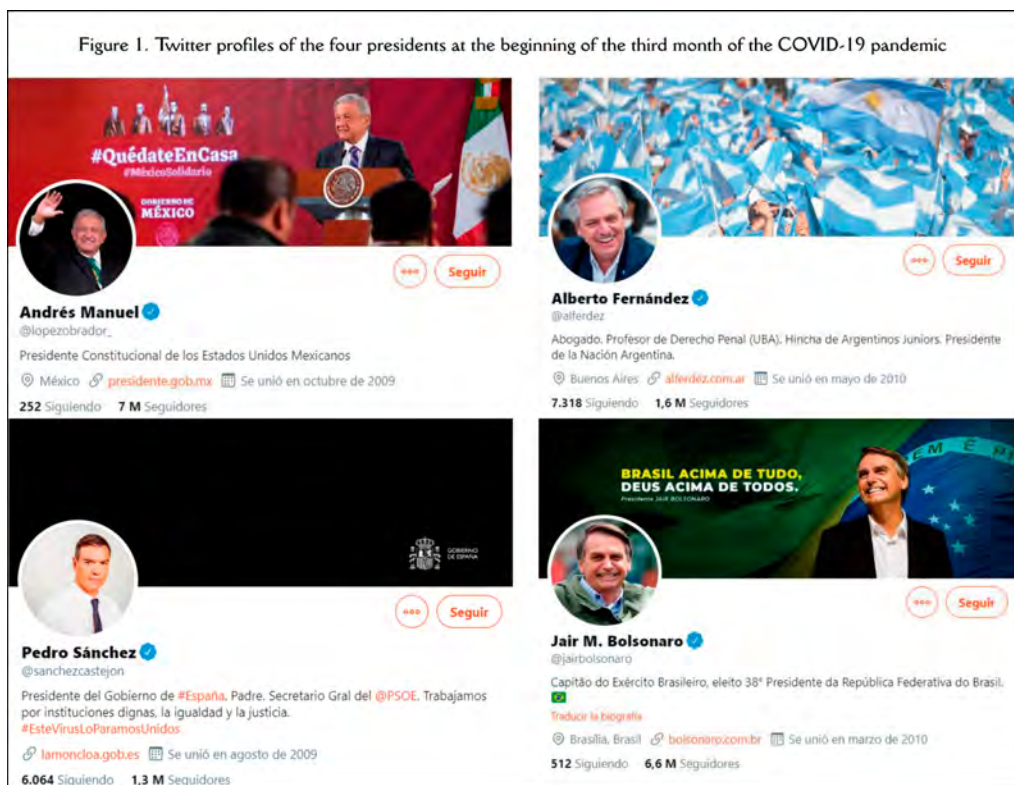 Figure 1. Twitter profiles of the four presidents at the beginning of the third month of the COVID-19 pandemic
#QuédateEnCasa
#MéxicoSolidario
GOBIERNO DE
MÉXICO
Seguir
Andrés Manuel
@lopezobrador_
Presidente Constitucional de los Estados Unidos Mexicanos
México presidente.gob.mx Se unió en octubre de 2009
252 Siguiendo 7 M Seguidores
Seguir
Alberto Fernández
@alferdez
Abogado. Profesor de Derecho Penal (UBA). Hincha de Argentinos Juniors. Presidente
de la Nación Argentina.
Buenos Aires alferdez.com.ar Se unió en mayo de 2010
7.318 Siguiendo 1,6 M Seguidores
GOBIERNO
DE ESPAÑA
Seguir
Pedro Sánchez
@sanchezcastejon
Presidente del Gobierno de #España. Padre. Secretario Gral del @PSOE. Trabajamos
por instituciones dignas, la igualdad y la justicia.
#EsteVirusLoParamosUnidos
lamoncloa.gob.es Se unió en agosto de 2009
6.064 Siguiendo 1,3 M Seguidores
BRASIL ACIMA DE TUDO,
DEUS ACIMA DE TODOS.
Presidente JAIR BOLSONARO
EM E P
Seguir
Jair M. Bolsonaro
@jairbolsonaro
Capitão do Exército Brasileiro, eleito 38° Presidente da República Federativa do Brasil.
Traducir la biografía
Brasília, Brasil bolsonaro.com.br Se unió en marzo de 2010
512 Siguiendo 6,6 M Seguidores